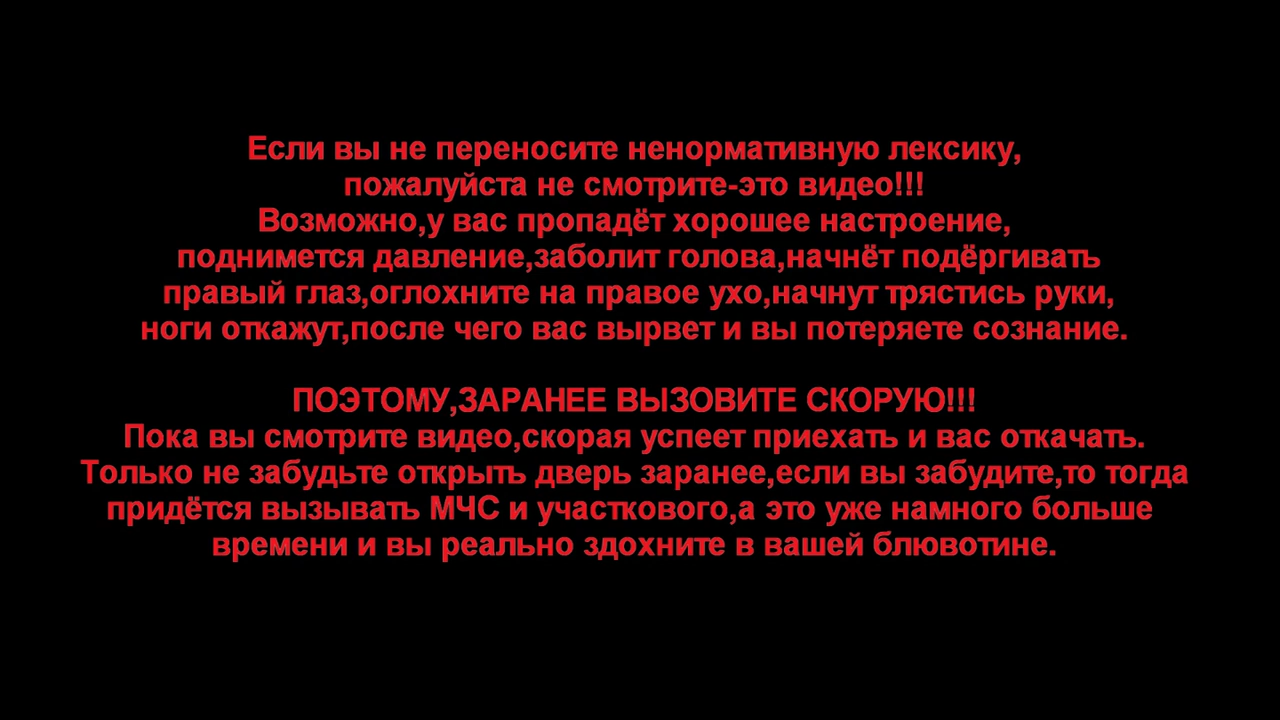 Если вы не переносите ненормативную лексику,
пожалуйста не смотрите-это видео!!!
Возможно,у вас пропадёт хорошее настроение,
поднимется давление,заболит голова,начнёт подёргивать
правый глаз,оглохните на правое ухо,начнут трястись руки,
ноги откажут,после чего вас вырвет и вы потеряете сознание.
ПОЭТОМУ,ЗАРАНЕЕ ВЫЗОВИТЕ СКОРУЮ!!!
Пока вы смотрите видео,скорая успеет приехать и вас откачать.
Только не забудьте открыть дверь заранее,если вы забудите,то тогда
придётся вызывать МЧС и участкового,а это уже намного больше
времени и вы реально здохните в вашей блювотине.